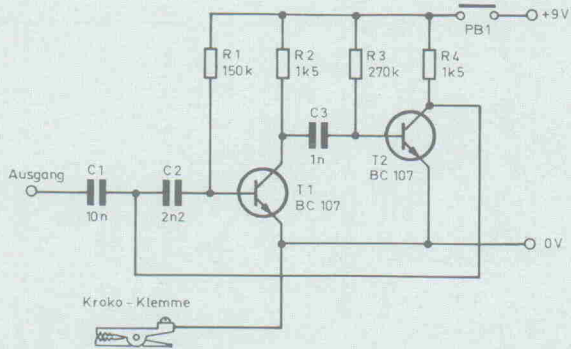 +9V
PB1
R1
150k
R2
1k5
R3
270k
R4
1k5
C3
1n
T2
BC 107
Ausgang
C1
10n
C2
2n2
T1
BC 107
0V
Kroko - Klemme